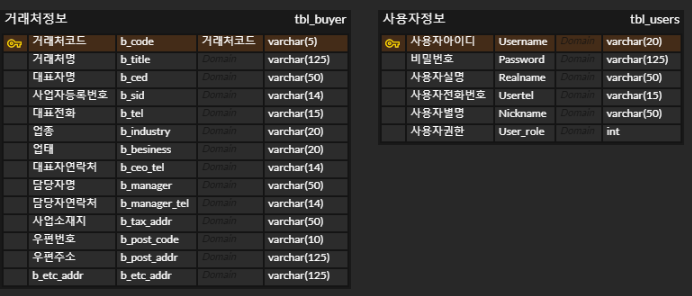 거래처정보 tbl_buyer
거래처코드 b_code 거래처코드 varchar(5)
거래처명 b_title Domain varchar(125)
대표자명 b_ced Domain varchar(50)
사업자등록번호 b_sid Domain varchar(14)
대표전화 b_tel Domain varchar(15)
업종 b_industry Domain varchar(20)
업태 b_besiness Domain varchar(20)
대표자연락처 b_ceo_tel Domain varchar(14)
담당자명 b_manager Domain varchar(50)
담당자연락처 b_manager_tel Domain varchar(14)
사업소재지 b_tax_addr Domain varchar(50)
우편번호 b_post_code Domain varchar(10)
우편주소 b_post_addr Domain varchar(125)
b_etc_addr b_etc_addr Domain varchar(125)
사용자정보 tbl_users
사용자아이디 Username Domain varchar(20)
비밀번호 Password Domain varchar(125)
사용자실명 Realname Domain varchar(50)
사용자전화번호 Usertel Domain varchar(15)
사용자별명 Nickname Domain varchar(50)
사용자권한 User_role Domain int